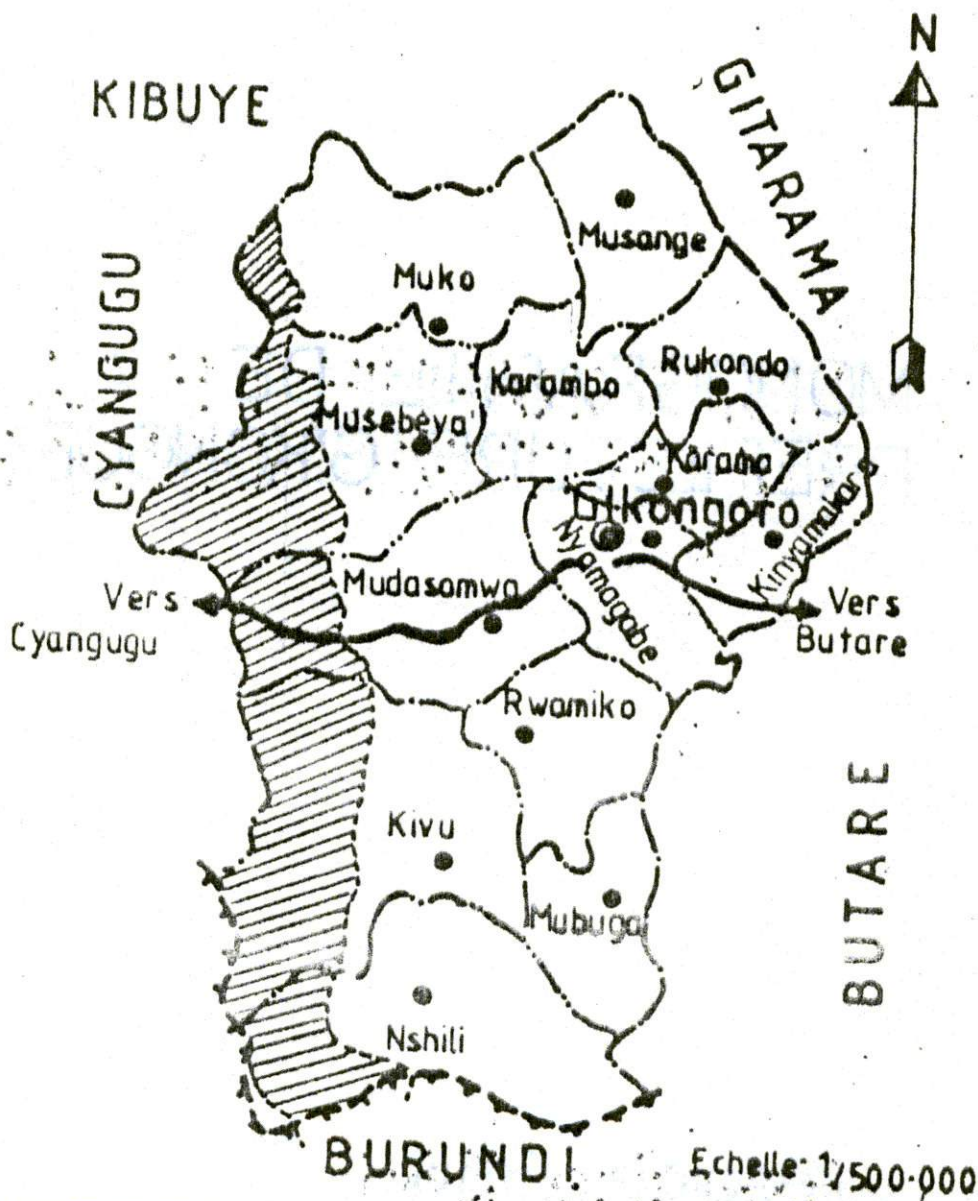 N
KIBUYE
GITARAMA
Musange
CYANGUGU
Muko
Rukondo
Karambo
Musebeya
Karama
Gikongoro
Kinyamakara
Nyamagabe
Mudasomwa
Vers
Cyangugu
Vers
Butare
Rwamiko
Kivu
BUTARE
Mubuga
Nshili
BURUNDI
Echelle 1/500.000